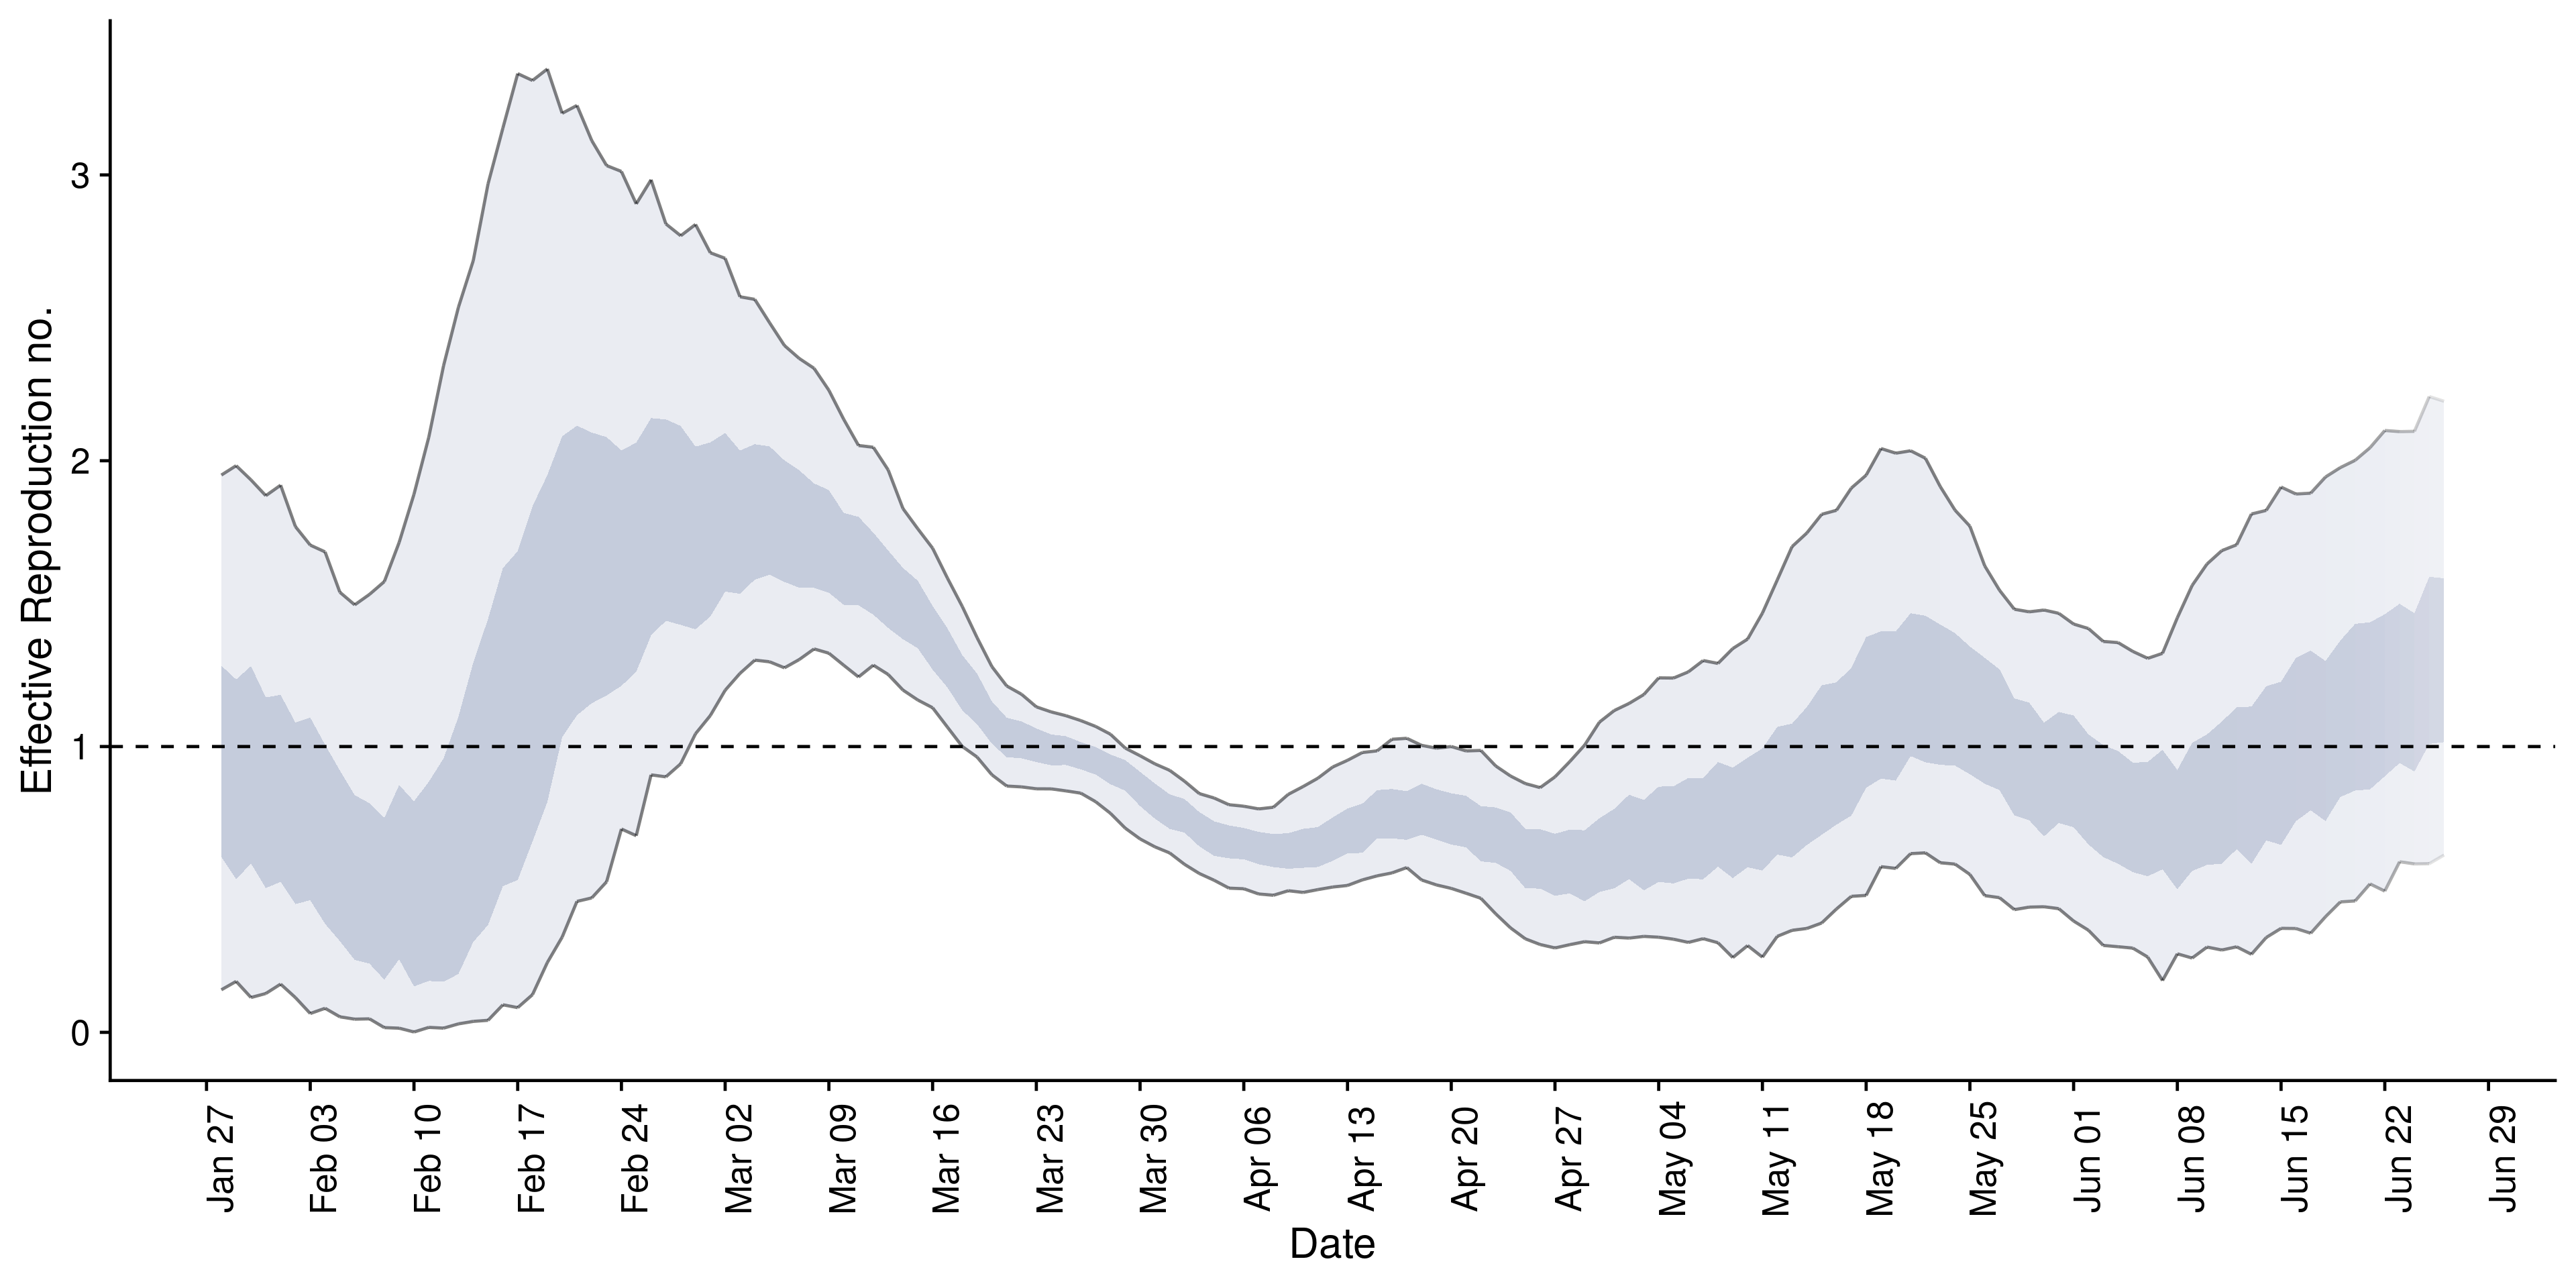 Effective Reproduction no.
3
2
1
0
Jan 27
Feb 03
Feb 10
Feb 17
Feb 24
Mar 02
Mar 09
Mar 16
Mar 23
Mar 30
Apr 06
Apr 13
Apr 20
Apr 27
May 04
May 11
May 18
May 25
Jun 01
Jun 08
Jun 15
Jun 22
Jun 29
Date